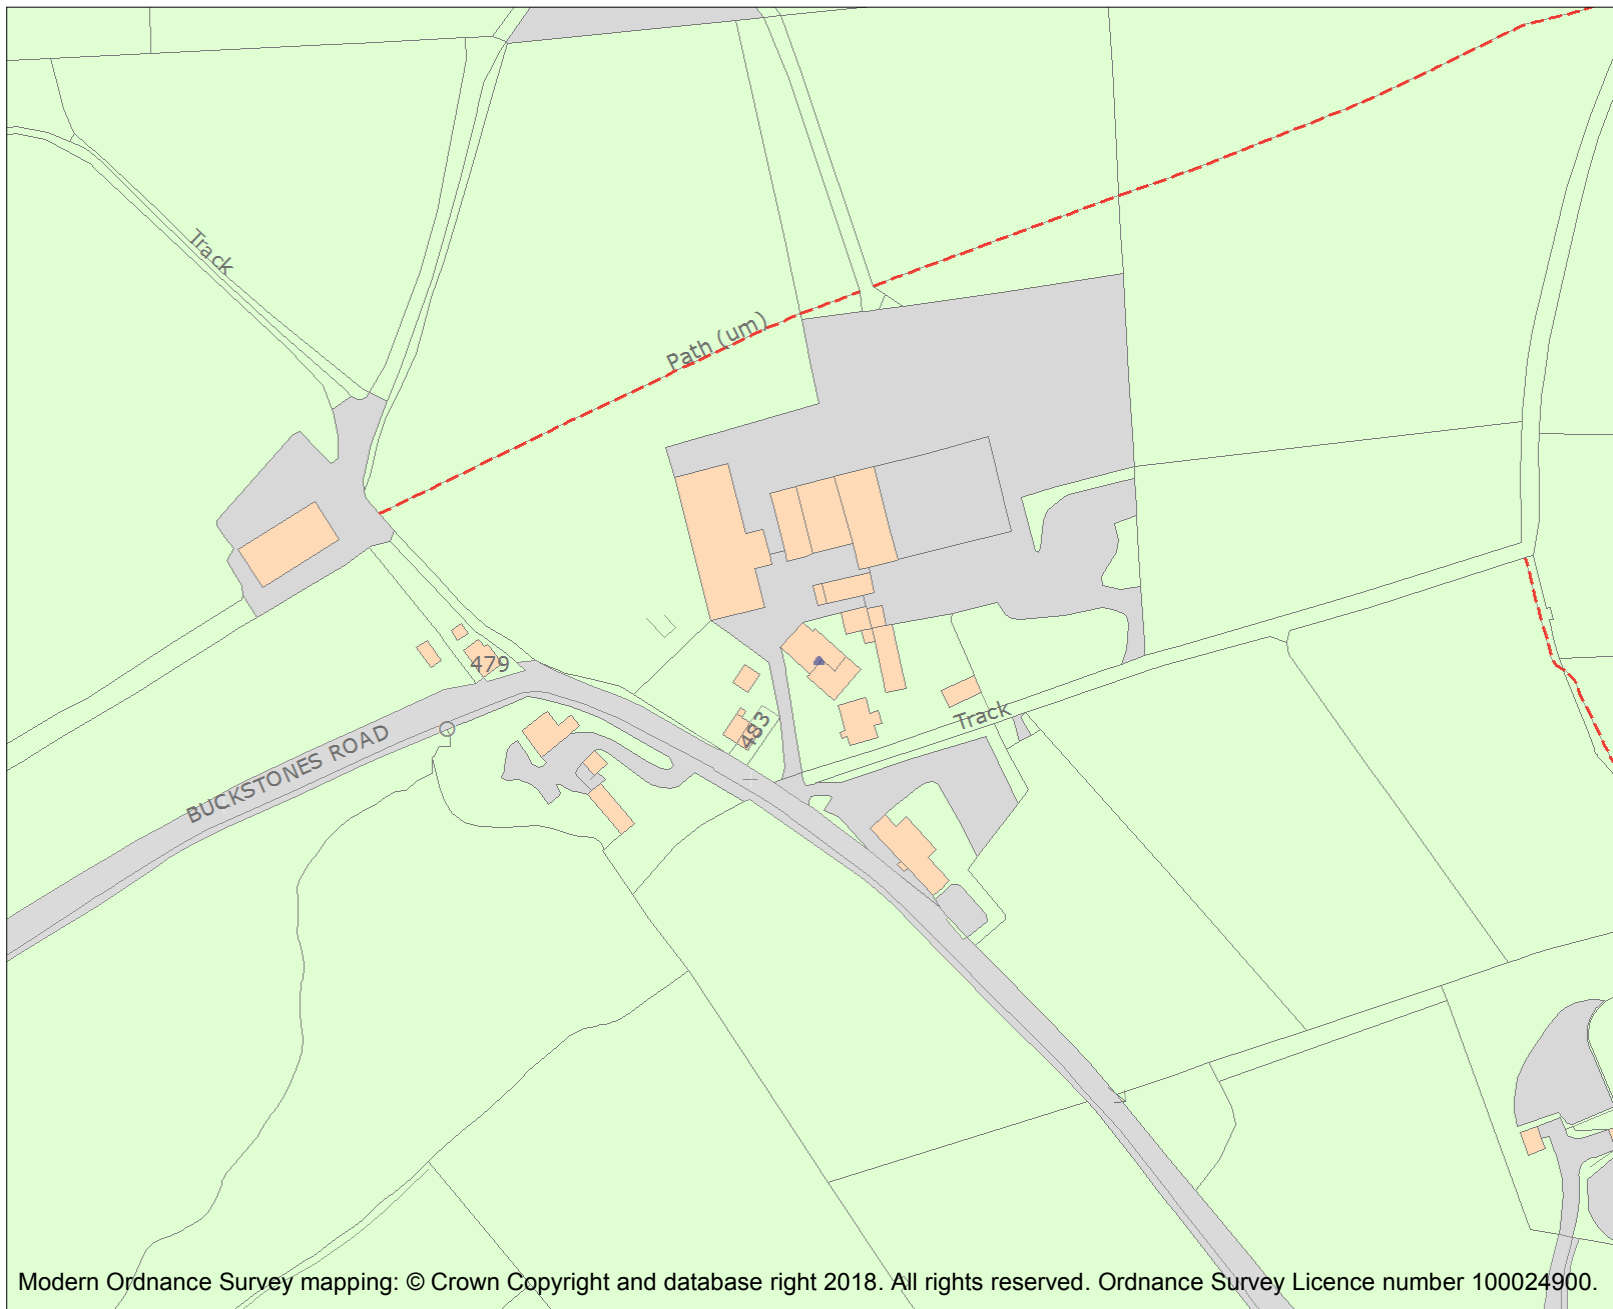 Track
Path (um)
479
483
Track
BUCKSTONES ROAD
Modern Ordnance Survey mapping: © Crown Copyright and database right 2018. All rights reserved. Ordnance Survey Licence number 100024900.